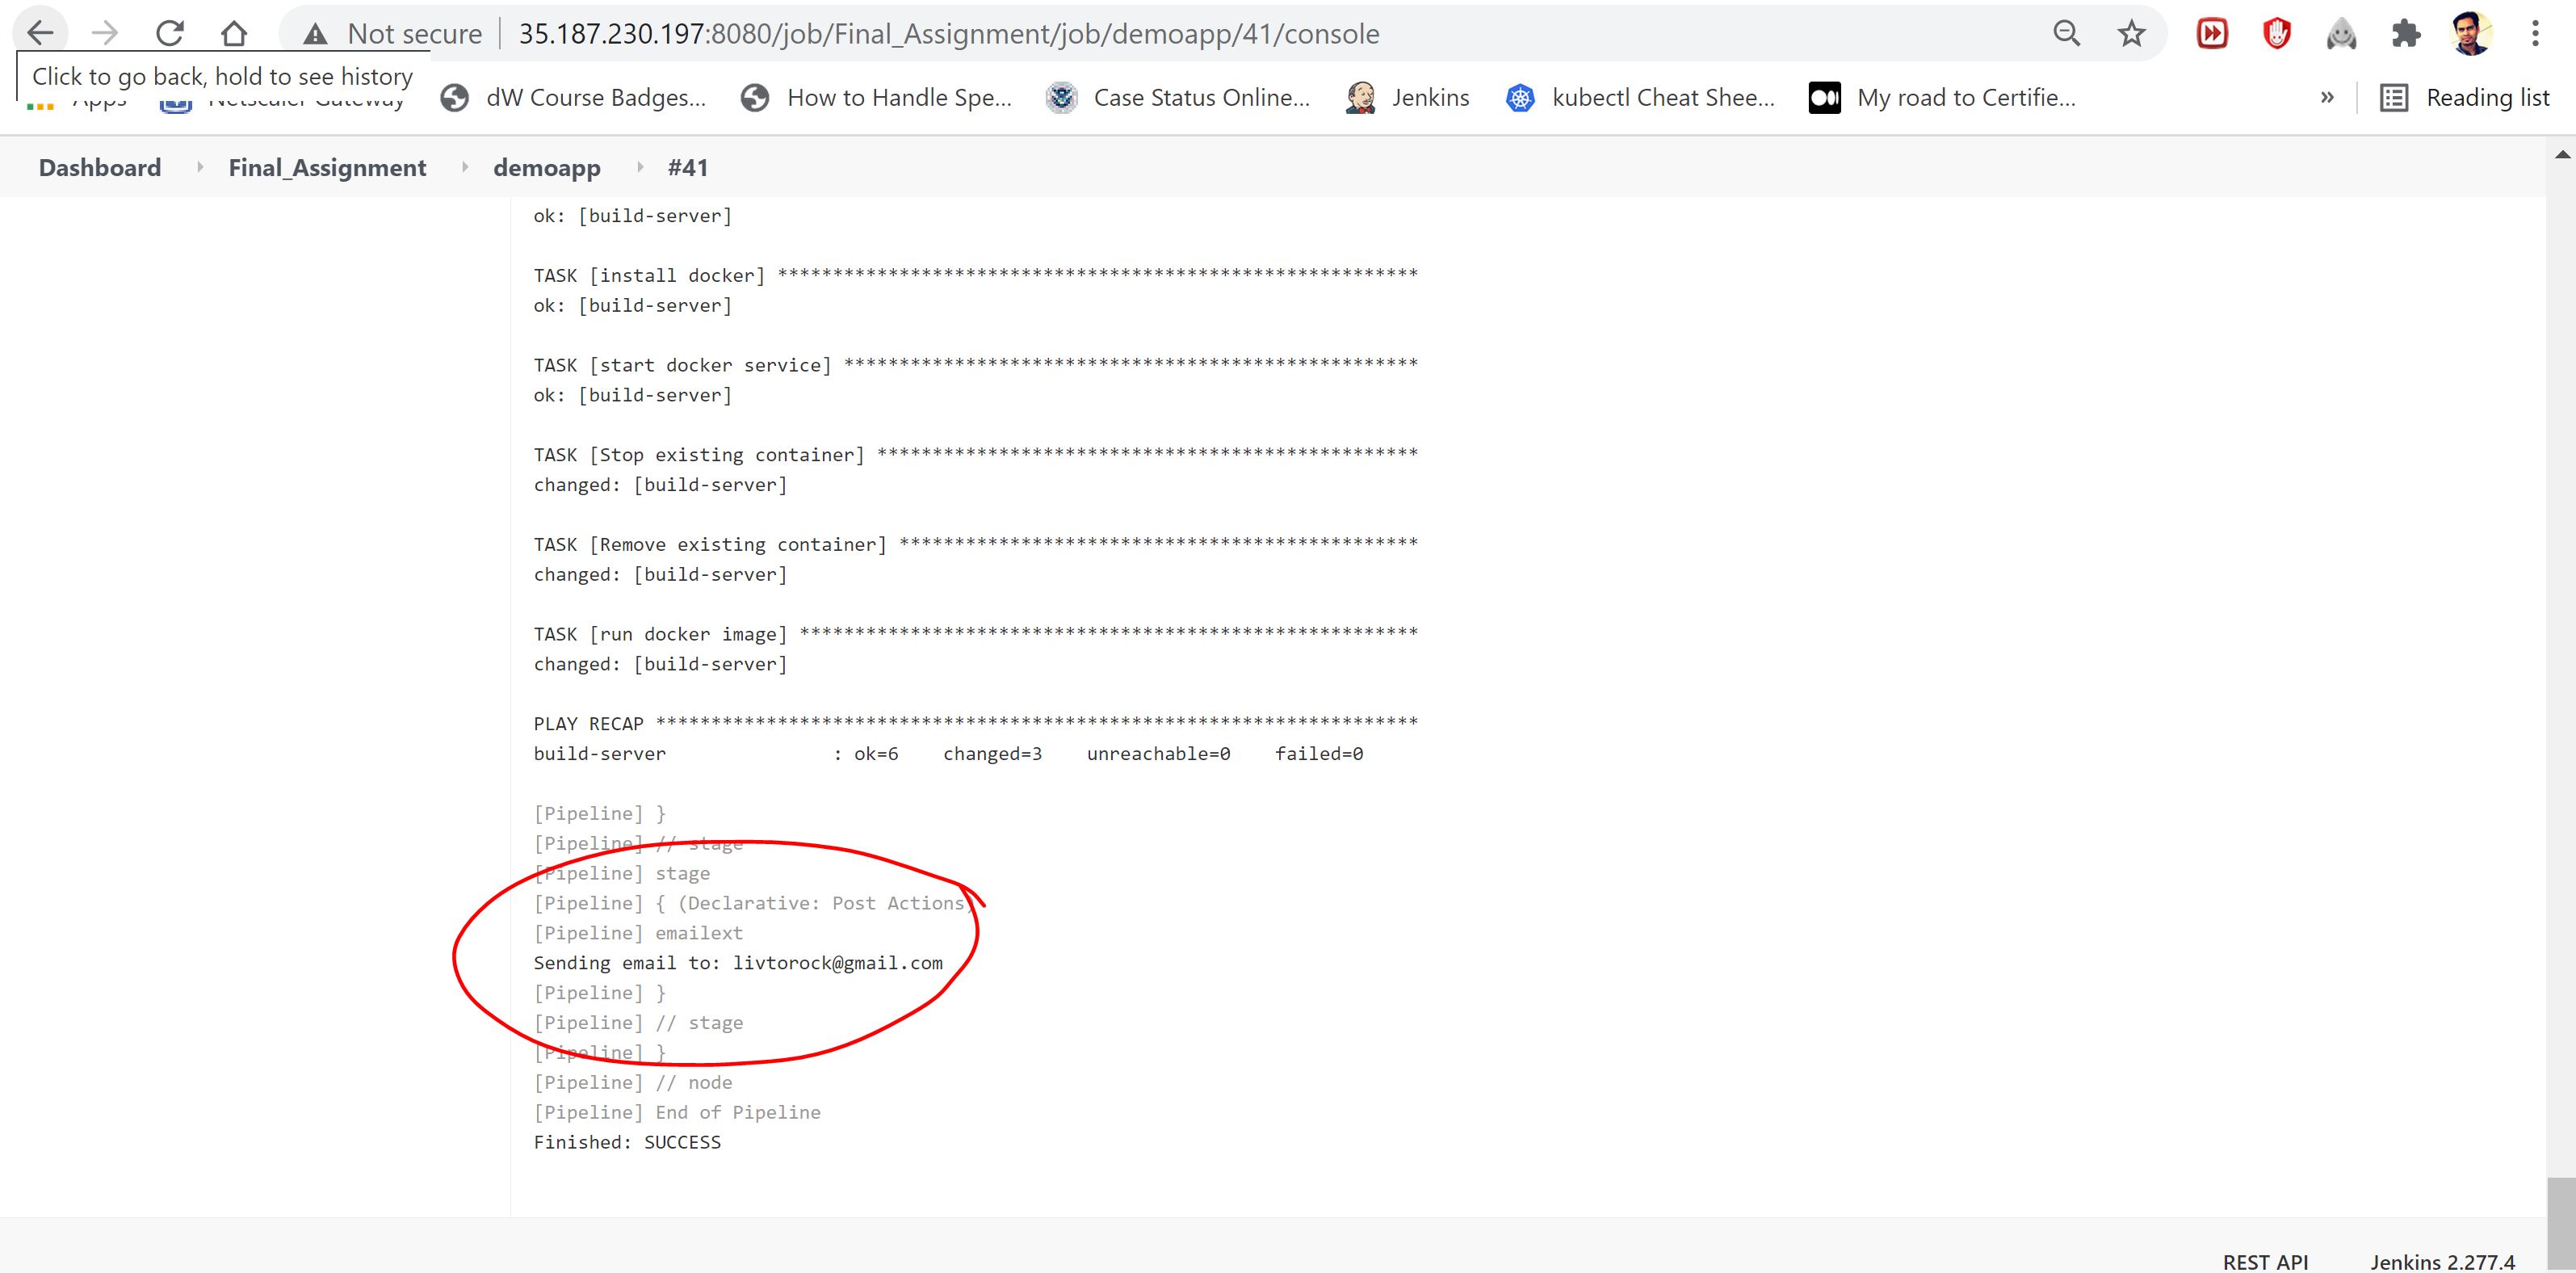 Not secure 35.187.230.197:8080/job/Final_Assignment/job/demoapp/41/console
Click to go back, hold to see history
Apps Netscaler Gateway dW Course Badges... How to Handle Spe... Case Status Online... Jenkins kubectl Cheat Shee... My road to Certifie... » Reading list
Dashboard Final_Assignment demoapp #41
ok: [build-server]
TASK [install docker] **********************************************************
ok: [build-server]
TASK [start docker service] ****************************************************
ok: [build-server]
TASK [Stop existing container] *************************************************
changed: [build-server]
TASK [Remove existing container] ***********************************************
changed: [build-server]
TASK [run docker image] ********************************************************
changed: [build-server]
PLAY RECAP *********************************************************************
build-server : ok=6 changed=3 unreachable=0 failed=0
[Pipeline] }
[Pipeline] // stage
[Pipeline] stage
[Pipeline] { (Declarative: Post Actions)
[Pipeline] emailext
Sending email to: livtorock@gmail.com
[Pipeline] }
[Pipeline] // stage
[Pipeline] }
[Pipeline] // node
[Pipeline] End of Pipeline
Finished: SUCCESS
REST API Jenkins 2.277.4